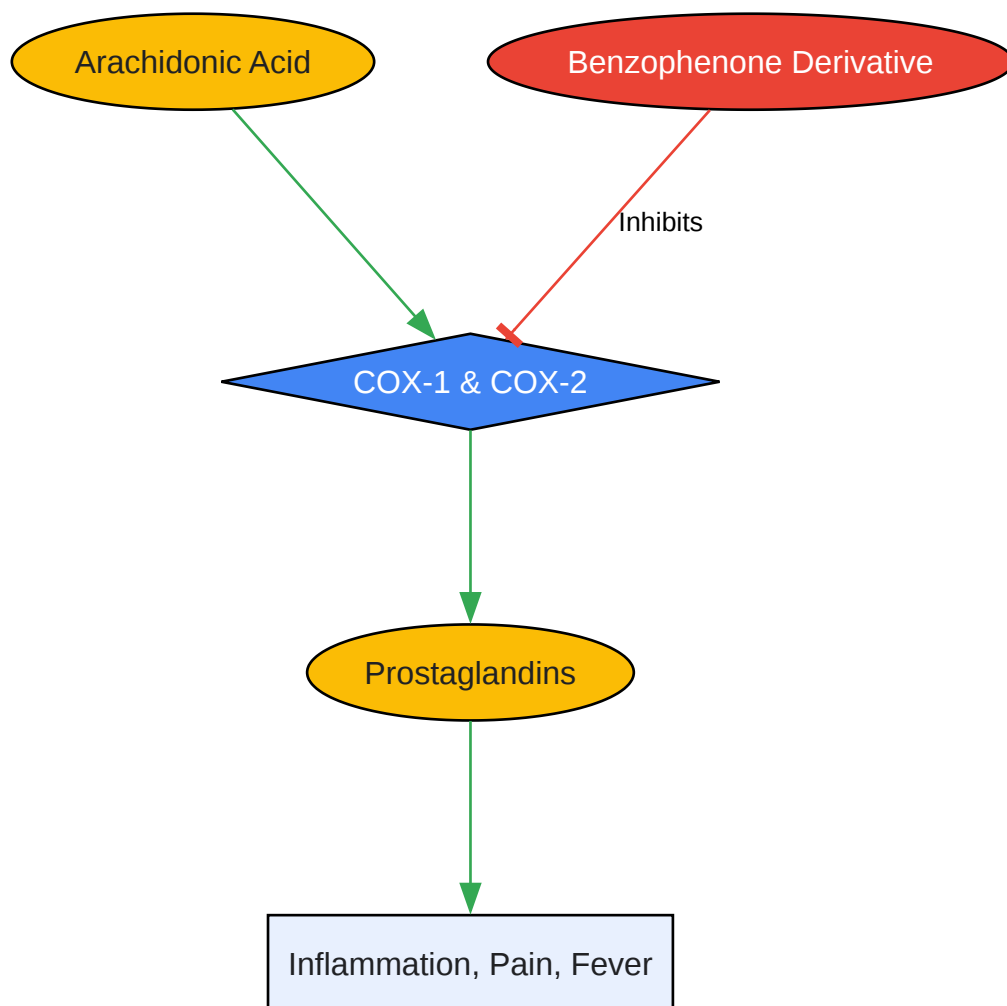 Arachidonic Acid
Benzophenone Derivative
Inhibits
COX-1 & COX-2
Prostaglandins
Inflammation, Pain, Fever